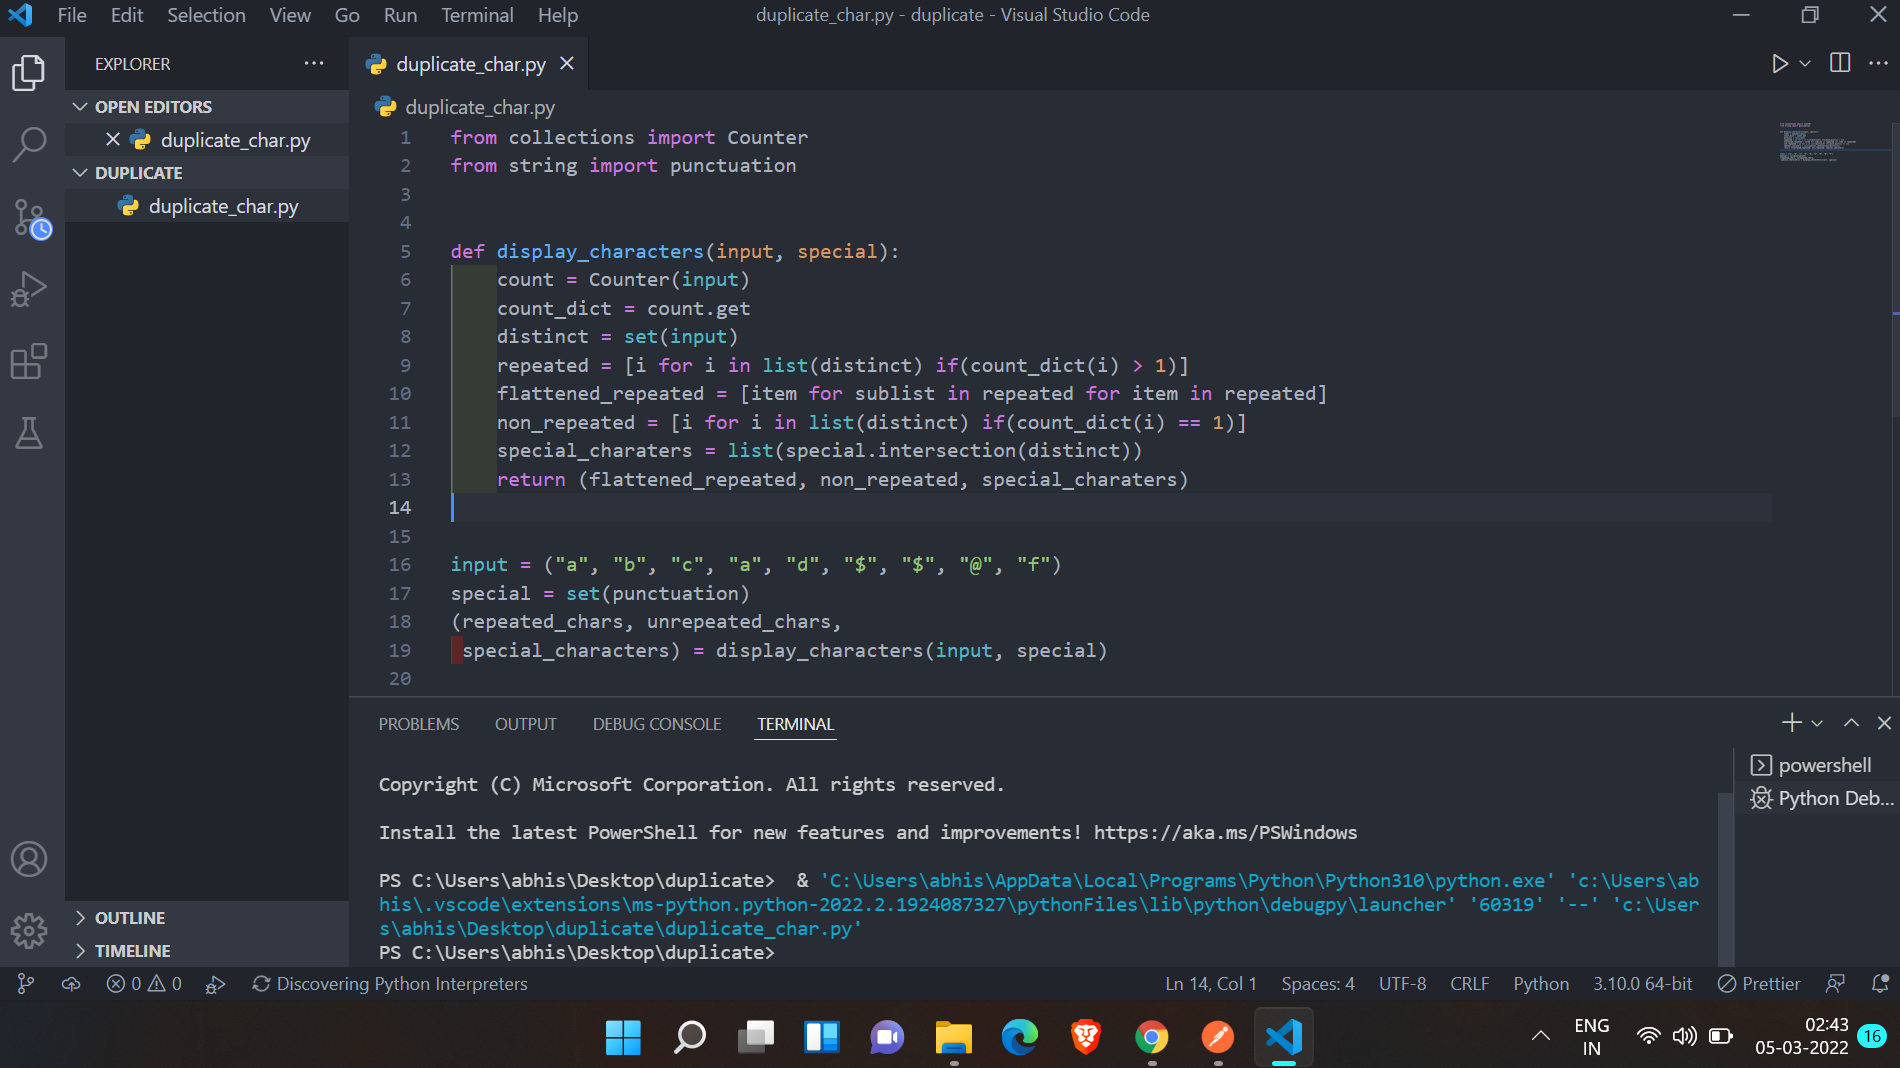 File Edit Selection View Go Run Terminal Help
duplicate_char.py - duplicate - Visual Studio Code
EXPLORER
OPEN EDITORS
duplicate_char.py
DUPLICATE
duplicate_char.py
OUTLINE
TIMELINE
duplicate_char.py
duplicate_char.py
1 from collections import Counter
2 from string import punctuation
3
4
5 def display_characters(input, special):
6     count = Counter(input)
7     count_dict = count.get
8     distinct = set(input)
9     repeated = [i for i in list(distinct) if(count_dict(i) > 1)]
10     flattened_repeated = [item for sublist in repeated for item in repeated]
11     non_repeated = [i for i in list(distinct) if(count_dict(i) == 1)]
12     special_charaters = list(special.intersection(distinct))
13     return (flattened_repeated, non_repeated, special_charaters)
14
15
16 input = ("a", "b", "c", "a", "d", "$", "$", "@", "f")
17 special = set(punctuation)
18 (repeated_chars, unrepeated_chars,
19  special_characters) = display_characters(input, special)
20
PROBLEMS OUTPUT DEBUG CONSOLE TERMINAL
Copyright (C) Microsoft Corporation. All rights reserved.
Install the latest PowerShell for new features and improvements! https://aka.ms/PSWindows
PS C:\Users\abhis\Desktop\duplicate>  & 'C:\Users\abhis\AppData\Local\Programs\Python\Python310\python.exe' 'c:\Users\ab
his\.vscode\extensions\ms-python.python-2022.2.1924087327\pythonFiles\lib\python\debugpy\launcher' '60319' '--' 'c:\User
s\abhis\Desktop\duplicate\duplicate_char.py'
PS C:\Users\abhis\Desktop\duplicate>
powershell
Python Deb...
0 0 Discovering Python Interpreters Ln 14, Col 1 Spaces: 4 UTF-8 CRLF Python 3.10.0 64-bit Prettier
ENG
IN
02:43
05-03-2022
16